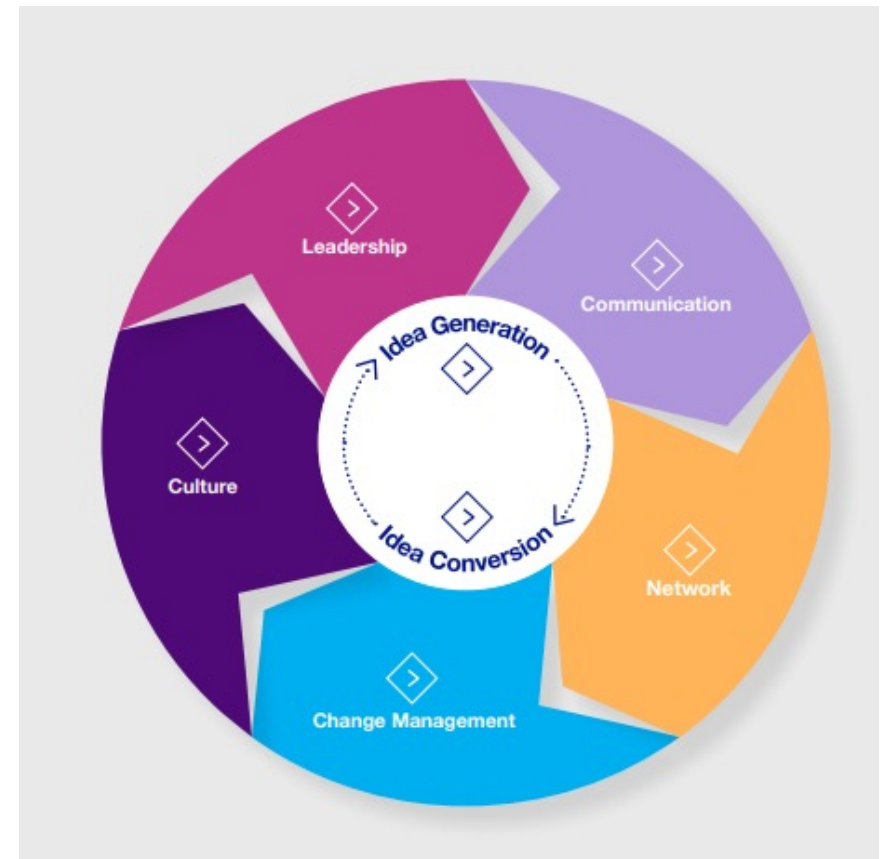 Leadership
Communication
Idea Generation
Culture
Idea Conversion
Network
Change Management